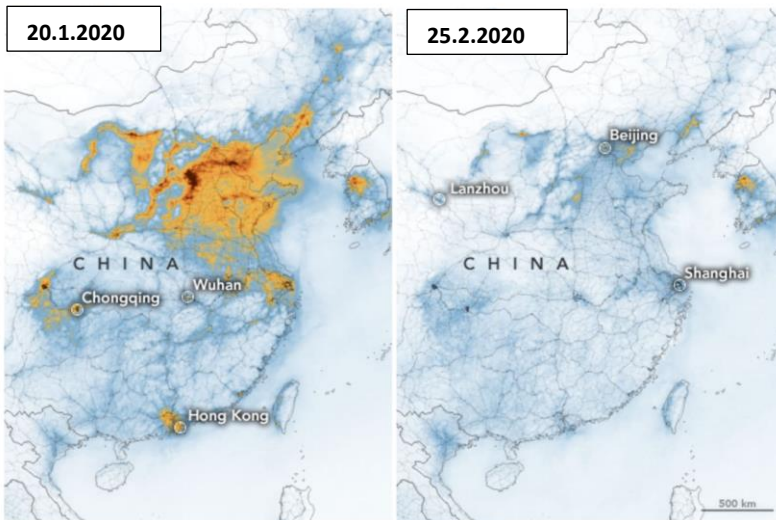 20.1.2020
CHINA
Wuhan
Chongqing
Hong Kong
25.2.2020
Beijing
Lanzhou
CHINA
Shanghai
500 km